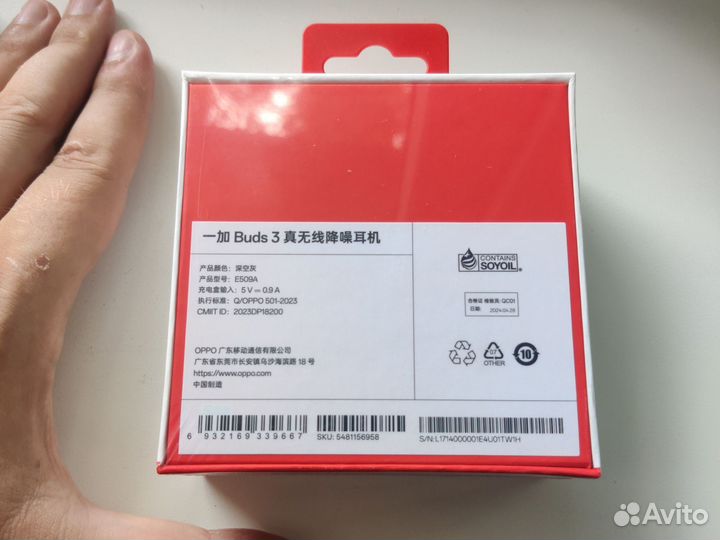 一加 Buds 3 真无线降噪耳机
产品颜色：深空灰
产品型号：E509A
充电盒输入：5 V ⎓ 0.9 A
执行标准：Q/OPPO 501-2023
CMIIT ID：2023DP18200
OPPO 广东移动通信有限公司
广东省东莞市长安镇乌沙海滨路 18 号
https://www.oppo.com
中国制造
CONTAINS
SOYOIL®
合格证 检验员: QC01
日期: 2024.04.28
07
OTHER
10
6 932169 339667
SKU: 5481156958
S/N:L1714000001E4U01TW1H
Avito